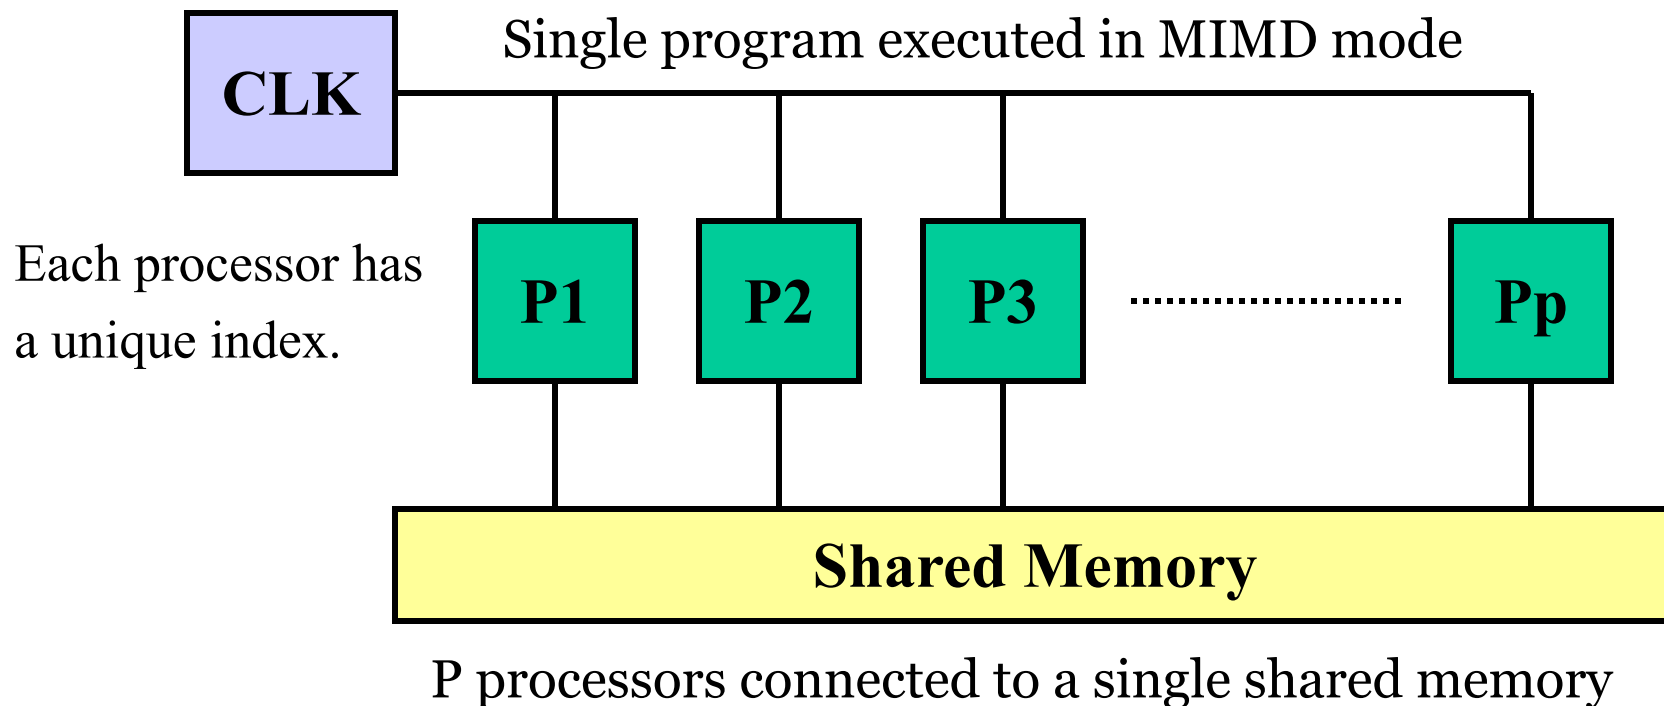 Single program executed in MIMD mode
CLK
Each processor has
a unique index.
P1 P2 P3 Pp
Shared Memory
P processors connected to a single shared memory